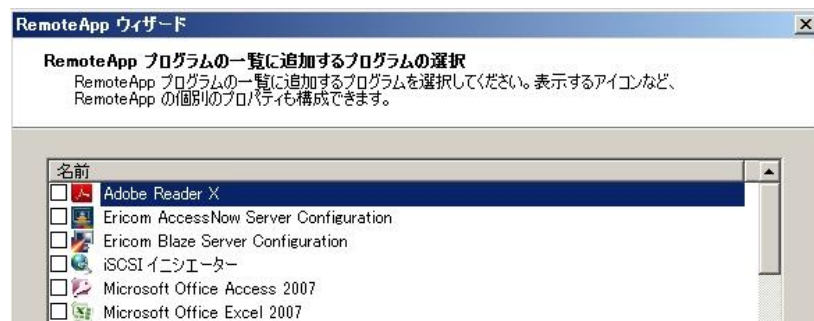 RemoteApp ウィザード
RemoteApp プログラムの一覧に追加するプログラムの選択
RemoteApp プログラムの一覧に追加するプログラムを選択してください。表示するアイコンなど、
RemoteApp の個別のプロパティも構成できます。
名前
Adobe Reader X
Ericom AccessNow Server Configuration
Ericom Blaze Server Configuration
iSCSI イニシエーター
Microsoft Office Access 2007
Microsoft Office Excel 2007